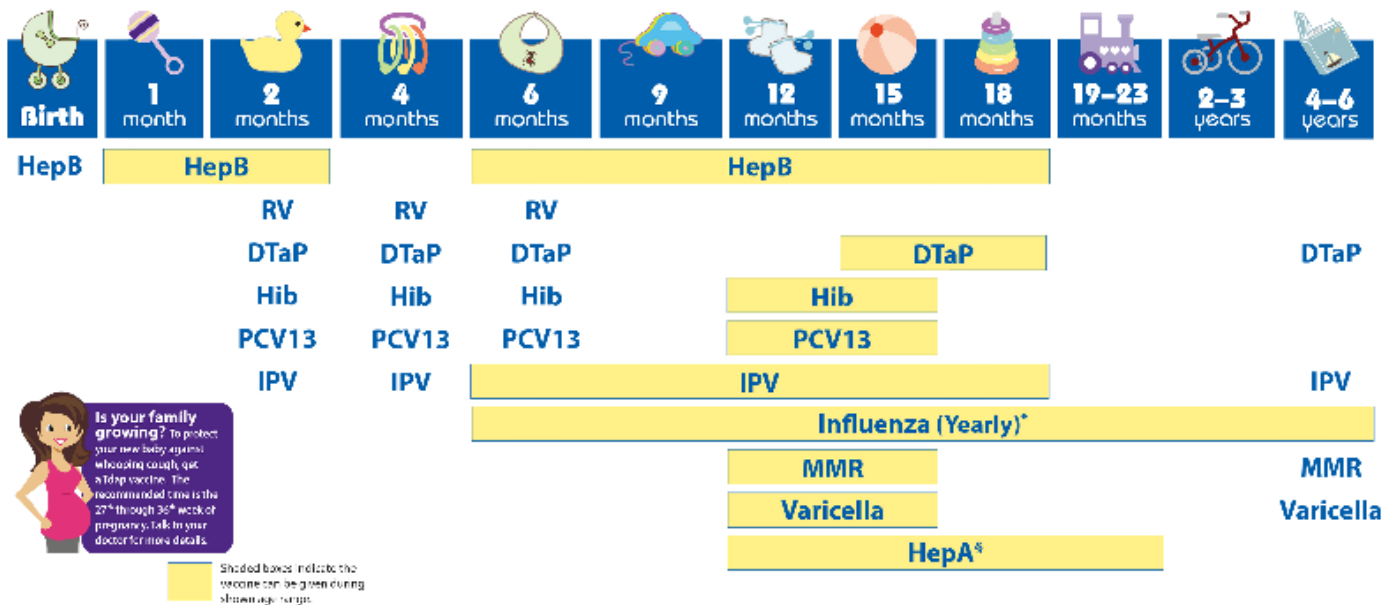 Birth
1 month
2 months
4 months
6 months
9 months
12 months
15 months
18 months
19–23 months
2–3 years
4–6 years
HepB HepB HepB
RV RV RV
DTaP DTaP DTaP DTaP DTaP
Hib Hib Hib Hib
PCV13 PCV13 PCV13 PCV13
IPV IPV IPV IPV
Influenza (Yearly)*
MMR MMR
Varicella Varicella
HepA§
Is your family
growing? To protect
your new baby against
whooping cough, get
a Tdap vaccine. The
recommended time is the
27th through 36th week of
pregnancy. Talk to your
doctor for more details.
Shaded boxes indicate the
vaccine can be given during
shown age range.